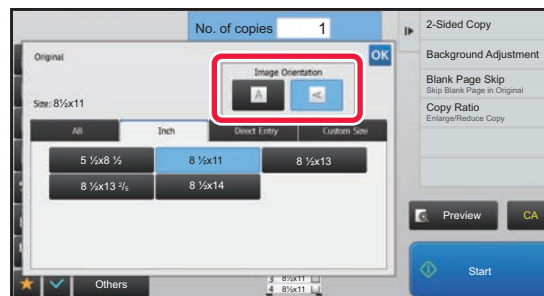 No. of copies 1
Original
OK
Image Orientation
A
A
Size: 8½x11
AB
Inch
Direct Entry
Custom Size
5 ½x8 ½
8 ½x11
8 ½x13
8 ½x13 ²/₅
8 ½x14
2-Sided Copy
Background Adjustment
Blank Page Skip
Skip Blank Page in Original
Copy Ratio
Enlarge/Reduce Copy
Preview
CA
Start
Others
3 8½x11
4 8½x11